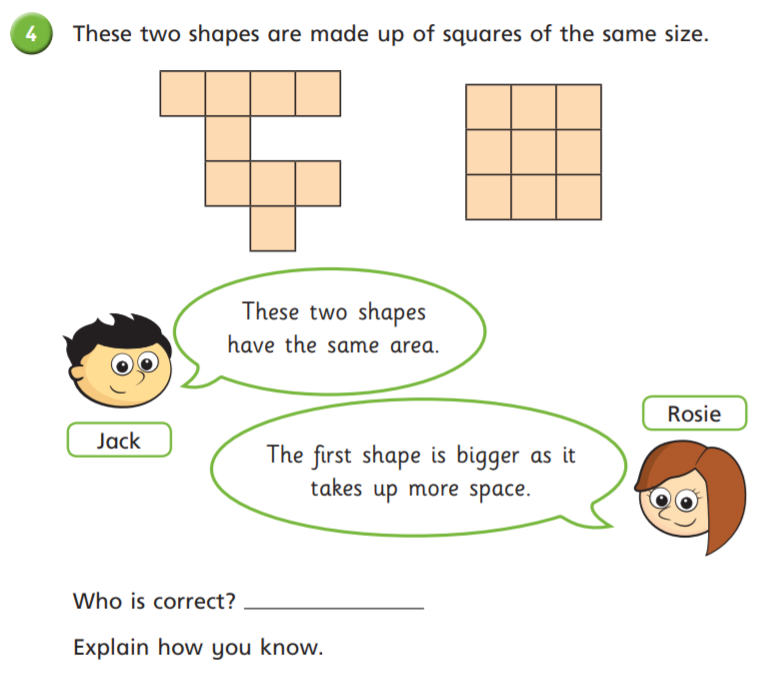 4 These two shapes are made up of squares of the same size.
These two shapes
have the same area.
Jack
Rosie
The first shape is bigger as it
takes up more space.
Who is correct? ____________
Explain how you know.